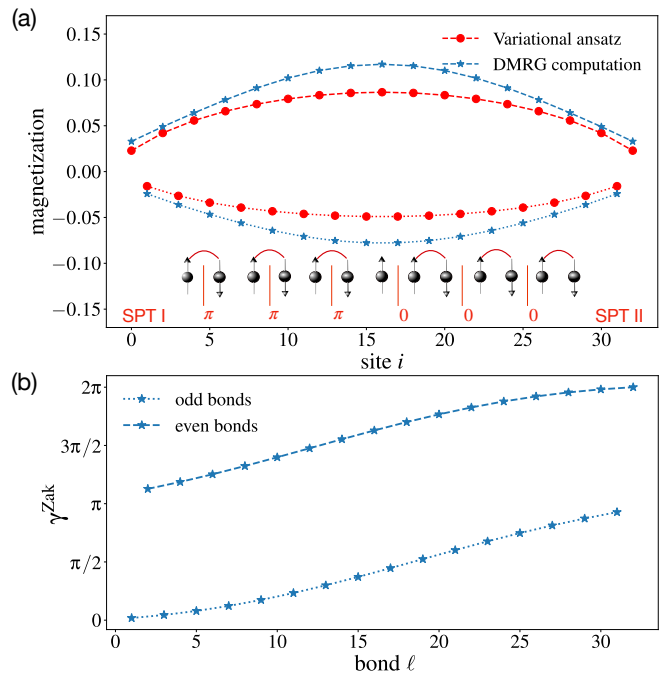 (a)
0.15
0.10
0.05
0.00
−0.05
−0.10
−0.15
magnetization
Variational ansatz
DMRG computation
SPT I π π π 0 0 0 SPT II
0 5 10 15 20 25 30
site i
(b)
2π
3π/2
π
π/2
0
γ^Zak
odd bonds
even bonds
0 5 10 15 20 25 30
bond ℓ